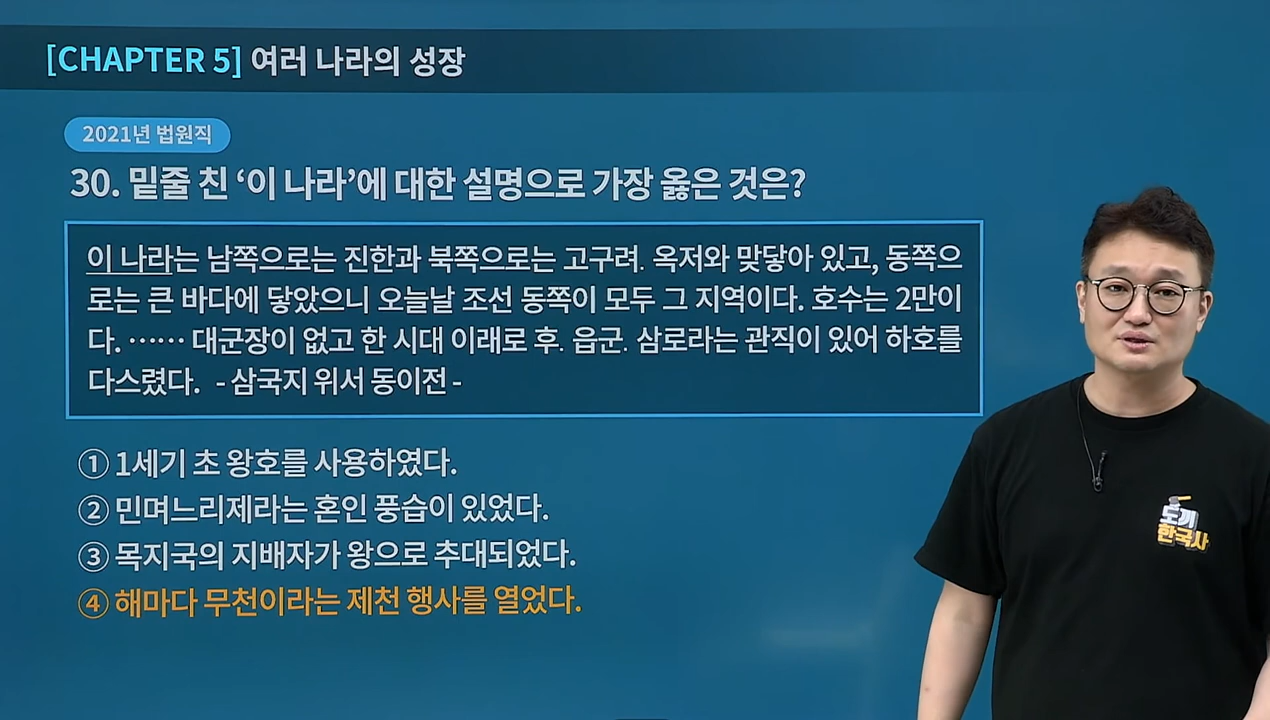 [CHAPTER 5] 여러 나라의 성장
2021년 법원직
30. 밑줄 친 ‘이 나라’에 대한 설명으로 가장 옳은 것은?
이 나라는 남쪽으로는 진한과 북쪽으로는 고구려. 옥저와 맞닿아 있고, 동쪽으
로는 큰 바다에 닿았으니 오늘날 조선 동쪽이 모두 그 지역이다. 호수는 2만이
다. …… 대군장이 없고 한 시대 이래로 후. 읍군. 삼로라는 관직이 있어 하호를
다스렸다. - 삼국지 위서 동이전 -
① 1세기 초 왕호를 사용하였다.
② 민며느리제라는 혼인 풍습이 있었다.
③ 목지국의 지배자가 왕으로 추대되었다.
④ 해마다 무천이라는 제천 행사를 열었다.
도끼
한국사